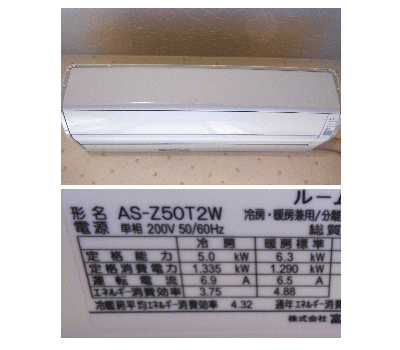 ルーム
形名 AS-Z50T2W 冷房・暖房兼用/分離
電源 単相 200V 50/60Hz 総質
冷房 暖房標準
定格能力 5.0 kW 6.3 kW
定格消費電力 1.335 kW 1.290 kW
運転電流 6.9 A 6.5 A
エネルギー消費効率 3.75 4.88
冷暖房平均エネルギー消費効率 4.32 通年エネルギー消
株式会社 富